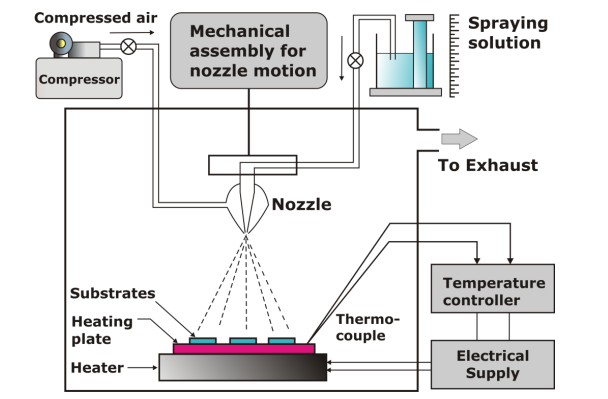 Compressed air
Compressor
Mechanical
assembly for
nozzle motion
Spraying
solution
To Exhaust
Nozzle
Substrates
Heating
plate
Heater
Thermo-
couple
Temperature
controller
Electrical
Supply